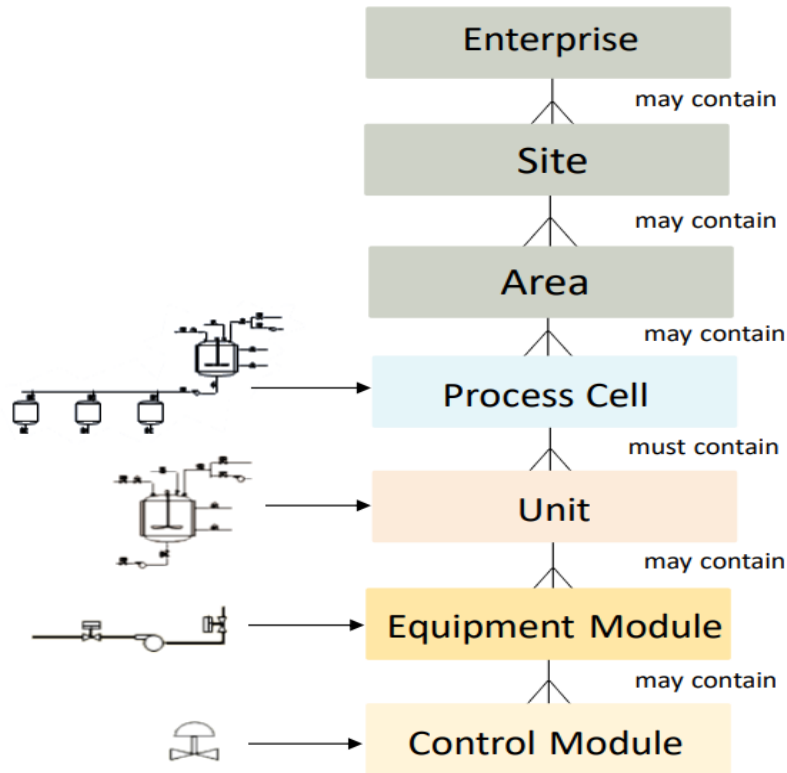 Enterprise
may contain
Site
may contain
Area
may contain
Process Cell
must contain
Unit
may contain
Equipment Module
may contain
Control Module